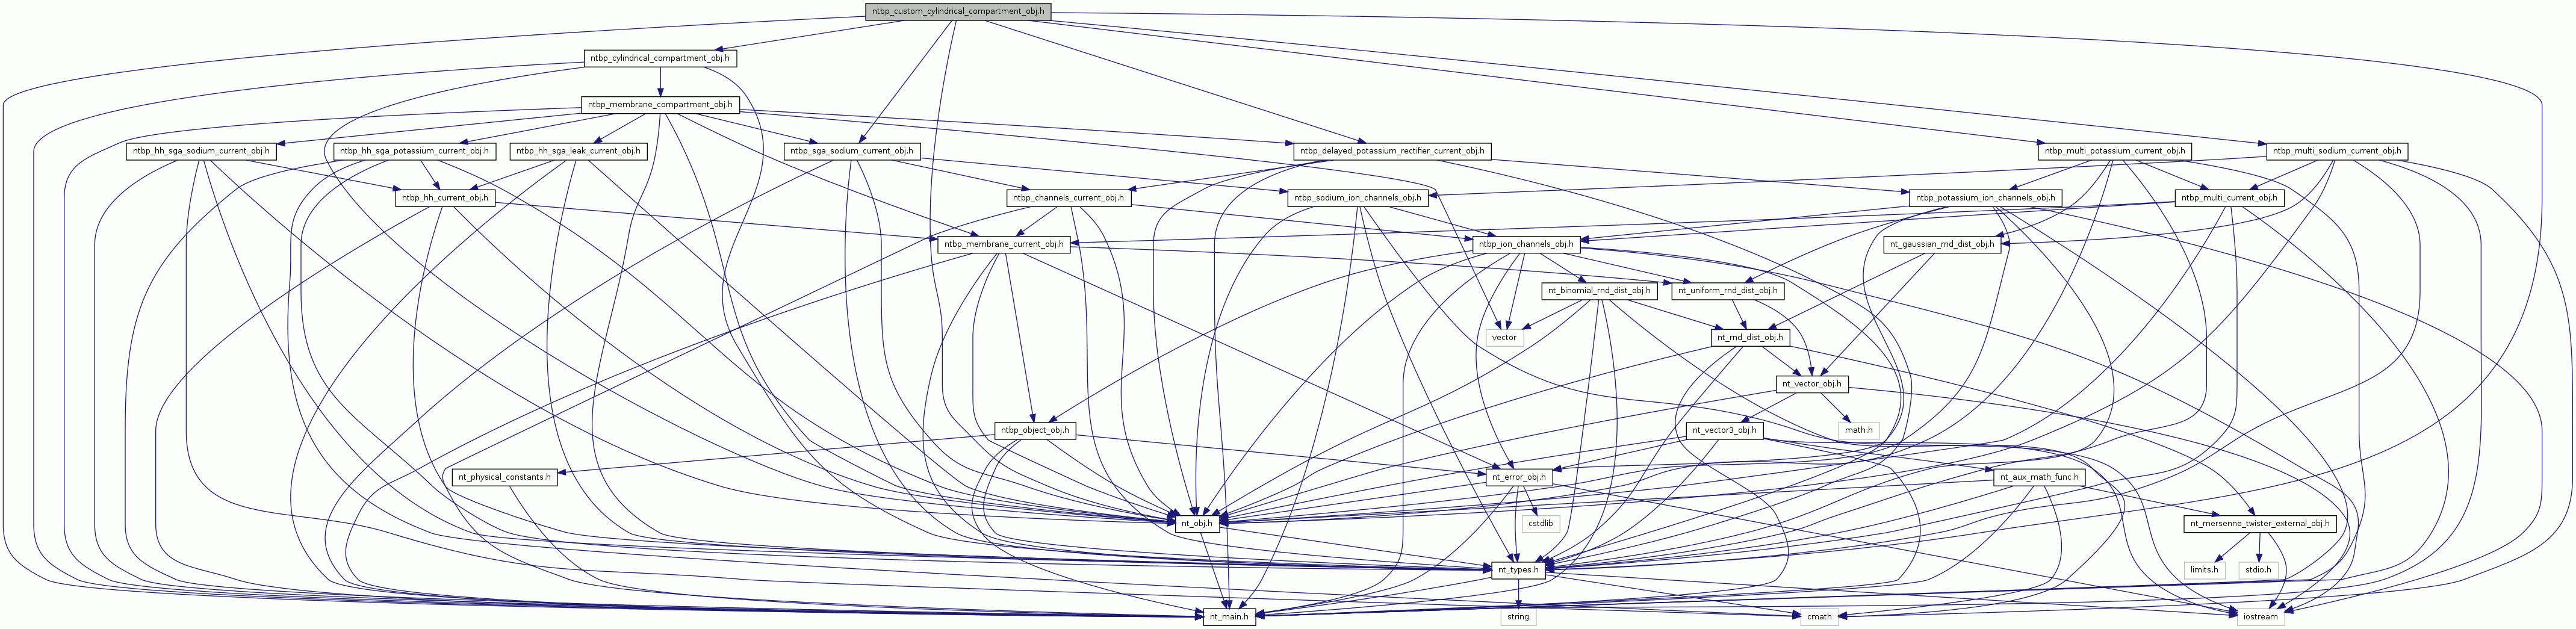 ntbp_custom_cylindrical_compartment_obj.h
ntbp_cylindrical_compartment_obj.h
ntbp_membrane_compartment_obj.h
ntbp_hh_sga_sodium_current_obj.h
ntbp_hh_sga_potassium_current_obj.h
ntbp_hh_sga_leak_current_obj.h
ntbp_sga_sodium_current_obj.h
ntbp_delayed_potassium_rectifier_current_obj.h
ntbp_multi_potassium_current_obj.h
ntbp_multi_sodium_current_obj.h
ntbp_hh_current_obj.h
ntbp_channels_current_obj.h
ntbp_sodium_ion_channels_obj.h
ntbp_potassium_ion_channels_obj.h
ntbp_multi_current_obj.h
ntbp_membrane_current_obj.h
ntbp_ion_channels_obj.h
nt_gaussian_rnd_dist_obj.h
nt_binomial_rnd_dist_obj.h
nt_uniform_rnd_dist_obj.h
vector
nt_rnd_dist_obj.h
nt_vector_obj.h
ntbp_object_obj.h
nt_vector3_obj.h
math.h
nt_physical_constants.h
nt_error_obj.h
nt_aux_math_func.h
nt_obj.h
cstdlib
nt_mersenne_twister_external_obj.h
nt_types.h
limits.h
stdio.h
nt_main.h
string
cmath
iostream